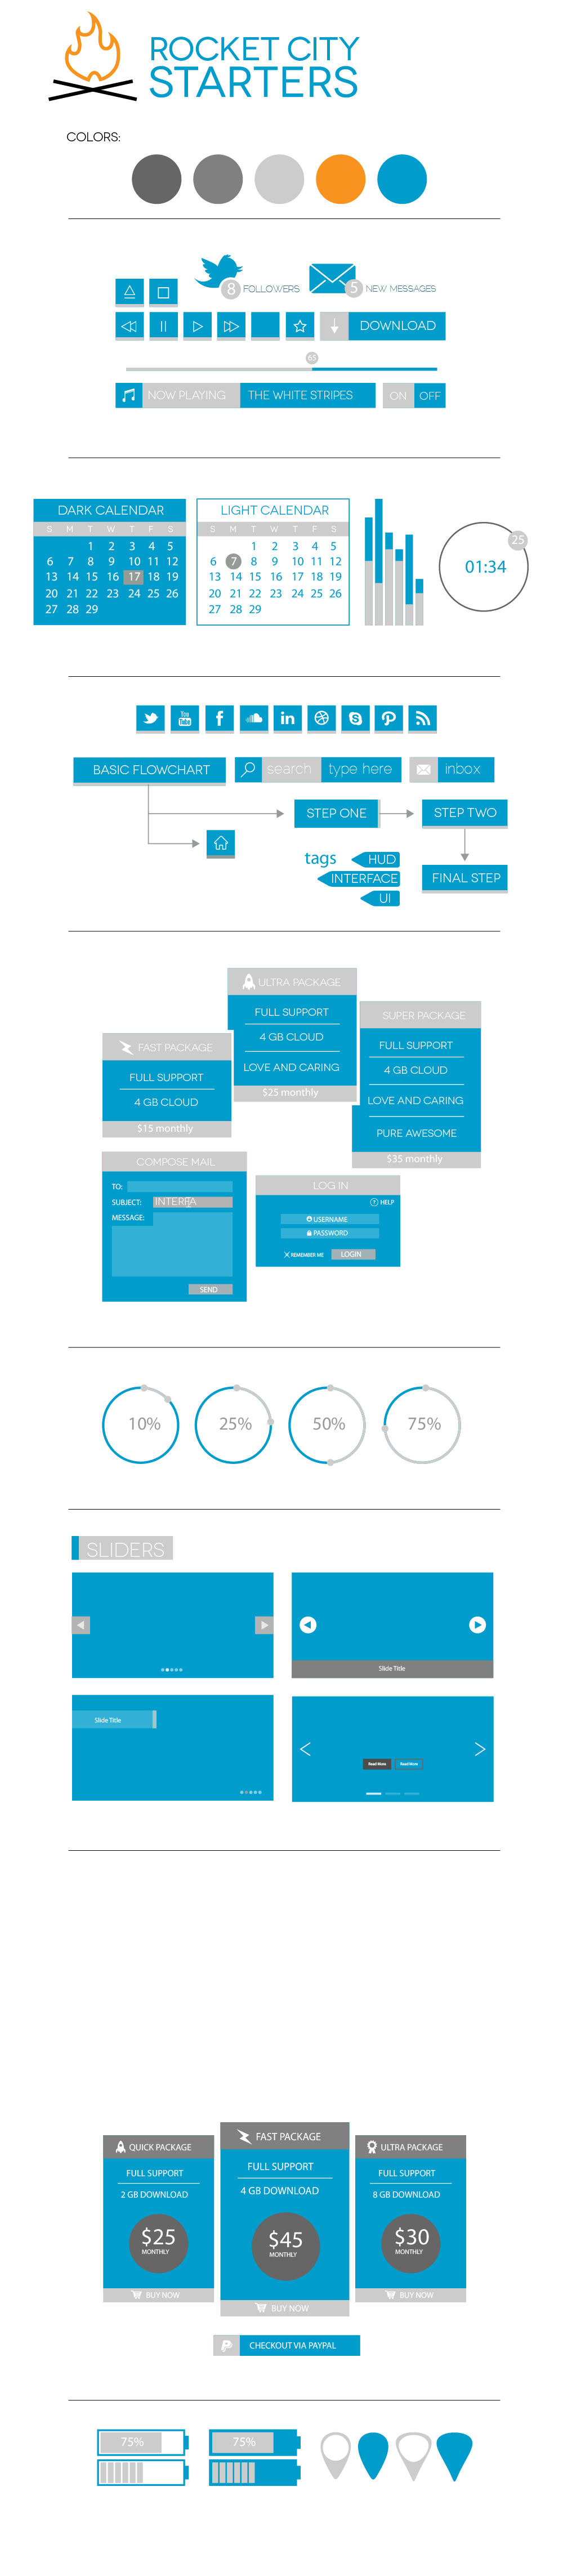 ROCKET CITY
STARTERS
COLORS:
8 FOLLOWERS
5 NEW MESSAGES
DOWNLOAD
65
NOW PLAYING THE WHITE STRIPES
ON OFF
DARK CALENDAR
S M T W T F S
1 2 3 4 5
6 7 8 9 10 11 12
13 14 15 16 17 18 19
20 21 22 23 24 25 26
27 28 29
LIGHT CALENDAR
S M T W T F S
1 2 3 4 5
6 7 8 9 10 11 12
13 14 15 16 17 18 19
20 21 22 23 24 25 26
27 28 29
25
01:34
You
Tube
BASIC FLOWCHART
search type here
inbox
STEP ONE
STEP TWO
FINAL STEP
tags
HUD
INTERFACE
UI
ULTRA PACKAGE
FULL SUPPORT
4 GB CLOUD
LOVE AND CARING
$25 monthly
SUPER PACKAGE
FULL SUPPORT
4 GB CLOUD
LOVE AND CARING
PURE AWESOME
$35 monthly
FAST PACKAGE
FULL SUPPORT
4 GB CLOUD
$15 monthly
COMPOSE MAIL
TO:
SUBJECT: INTERFA
MESSAGE:
SEND
LOG IN
? HELP
USERNAME
PASSWORD
REMEMBER ME
LOGIN
10%
25%
50%
75%
SLIDERS
Slide Title
Slide Title
Read More
Read More
QUICK PACKAGE
FULL SUPPORT
2 GB DOWNLOAD
$25
MONTHLY
BUY NOW
FAST PACKAGE
FULL SUPPORT
4 GB DOWNLOAD
$45
MONTHLY
BUY NOW
ULTRA PACKAGE
FULL SUPPORT
8 GB DOWNLOAD
$30
MONTHLY
BUY NOW
CHECKOUT VIA PAYPAL
75%
75%